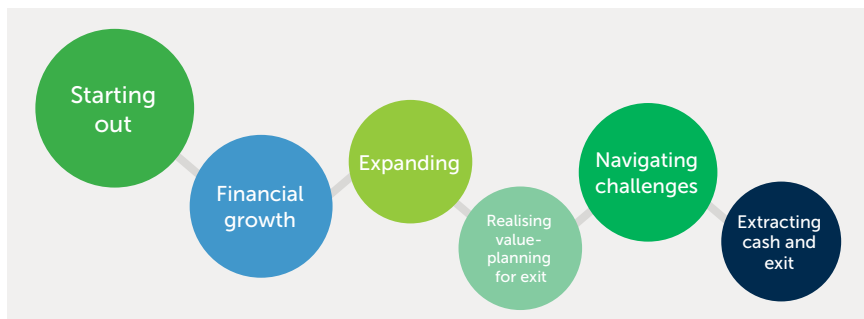 Starting
out
Financial
growth
Expanding
Realising
value-
planning
for exit
Navigating
challenges
Extracting
cash and
exit